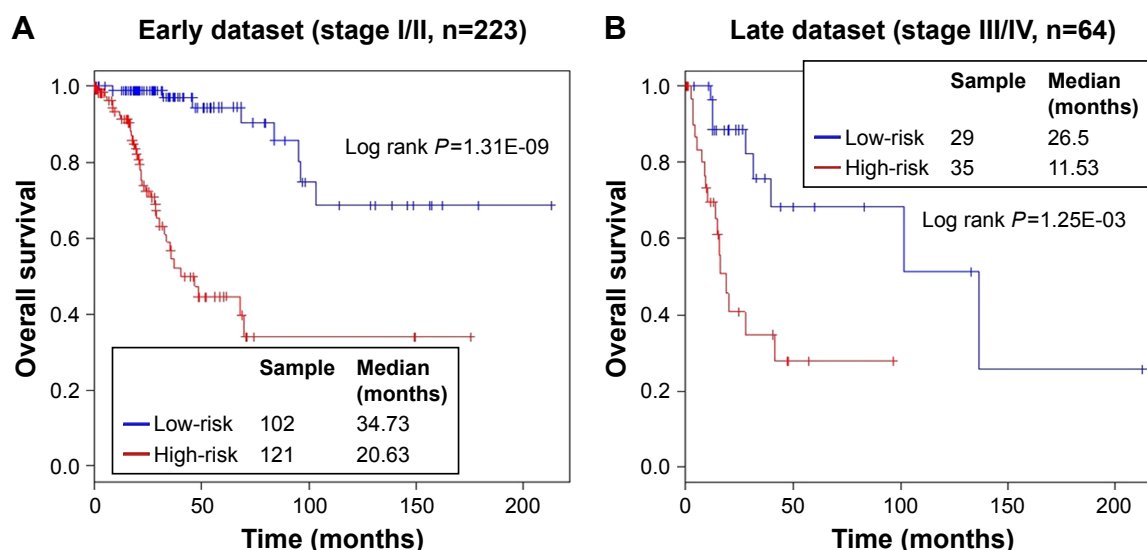 A
Early dataset (stage I/II, n=223)
Overall survival
1.0
0.8
0.6
0.4
0.2
0.0
Log rank P=1.31E-09
Sample Median
(months)
Low-risk 102 34.73
High-risk 121 20.63
0 50 100 150 200
Time (months)
B
Late dataset (stage III/IV, n=64)
Overall survival
1.0
0.8
0.6
0.4
0.2
0.0
Sample Median
(months)
Low-risk 29 26.5
High-risk 35 11.53
Log rank P=1.25E-03
0 50 100 150 200
Time (months)